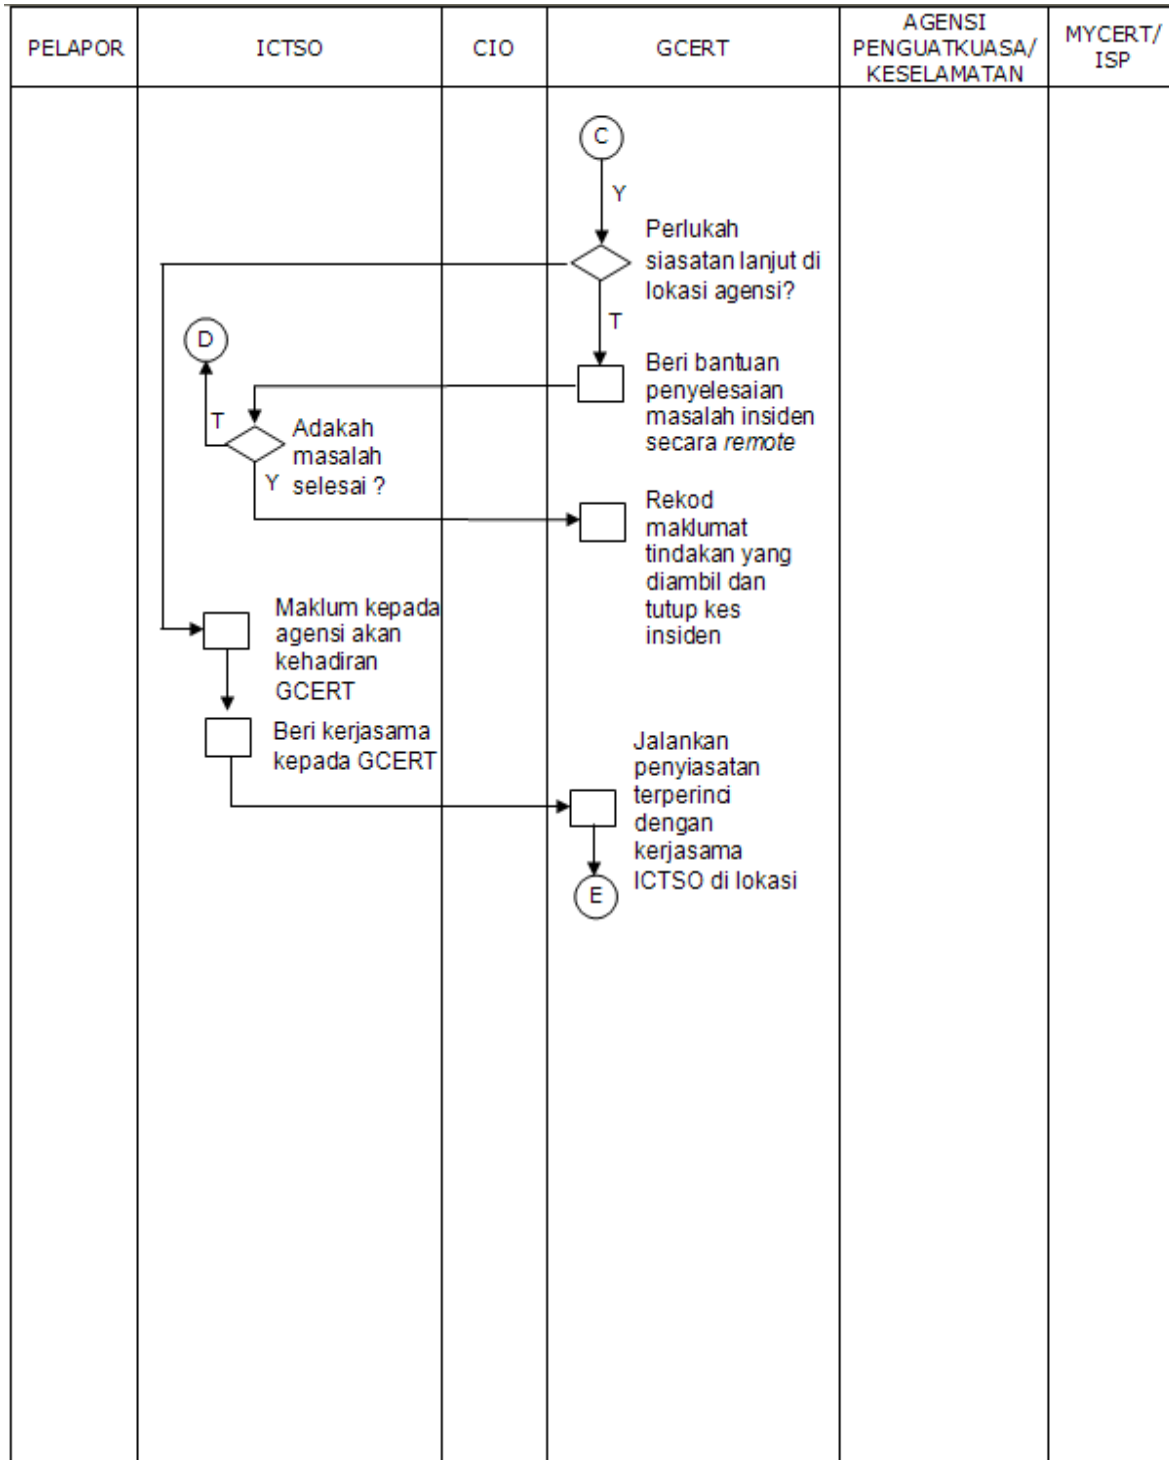 PELAPOR
ICTSO
CIO
GCERT
AGENSI
PENGUATKUASA/
KESELAMATAN
MYCERT/
ISP
C
Y
Perlukah
siasatan lanjut di
lokasi agensi?
T
D
T
Beri bantuan
penyelesaian
masalah insiden
secara remote
Adakah
masalah
selesai ?
Y
Rekod
maklumat
tindakan yang
diambil dan
tutup kes
insiden
Maklum kepada
agensi akan
kehadiran
GCERT
Beri kerjasama
kepada GCERT
Jalankan
penyiasatan
terperinci
dengan
kerjasama
ICTSO di lokasi
E